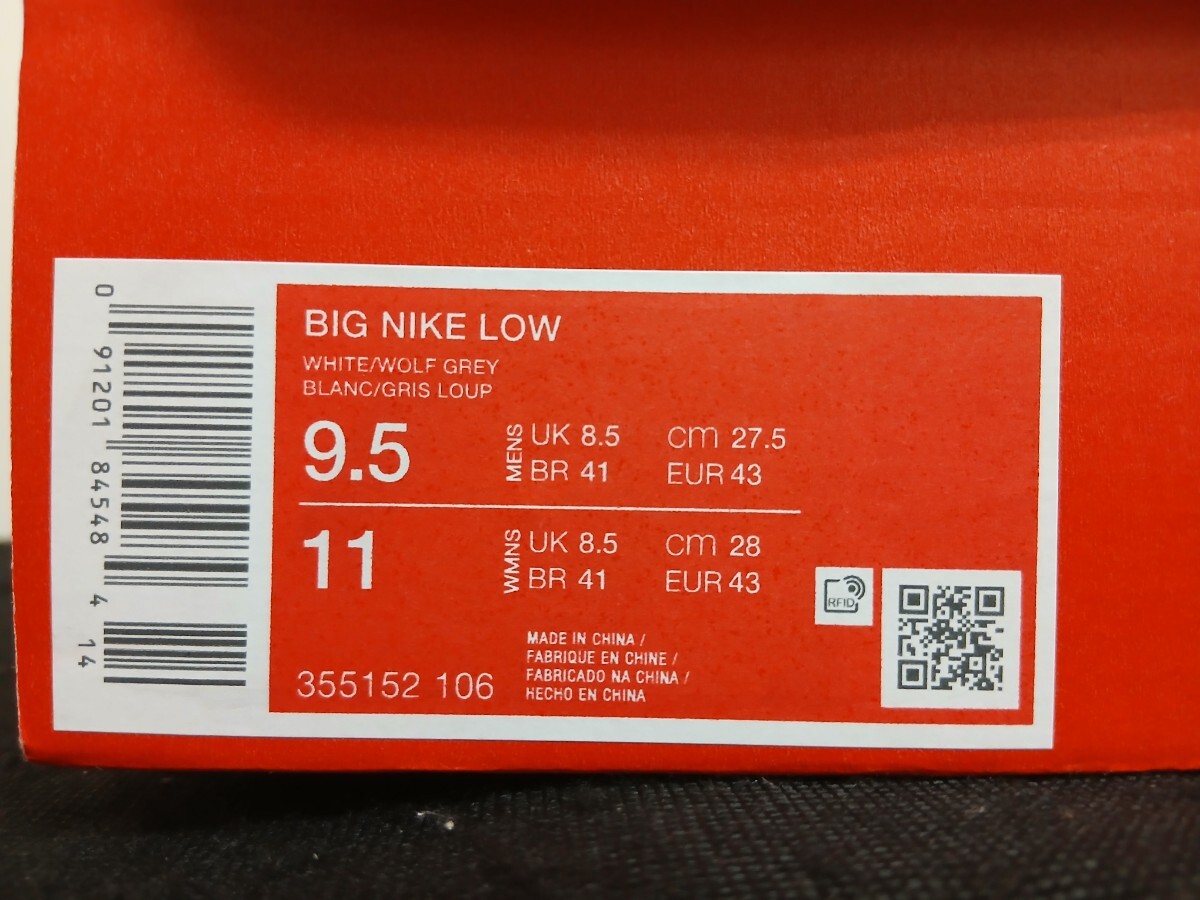 BIG NIKE LOW
WHITE/WOLF GREY
BLANC/GRIS LOUP
9.5
MENS
UK 8.5 cm 27.5
BR 41 EUR 43
11
WMNS
UK 8.5 cm 28
BR 41 EUR 43
355152 106
MADE IN CHINA /
FABRIQUE EN CHINE /
FABRICADO NA CHINA /
HECHO EN CHINA
RFID
0 91201 84548 4 14